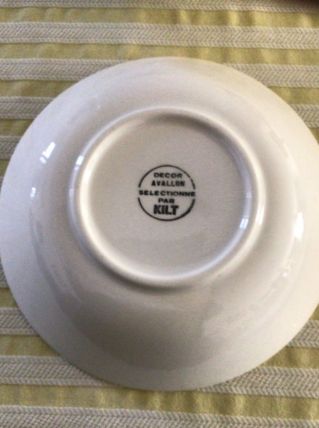 DECOR
AVALLON
SELECTIONNE
PAR
KILT